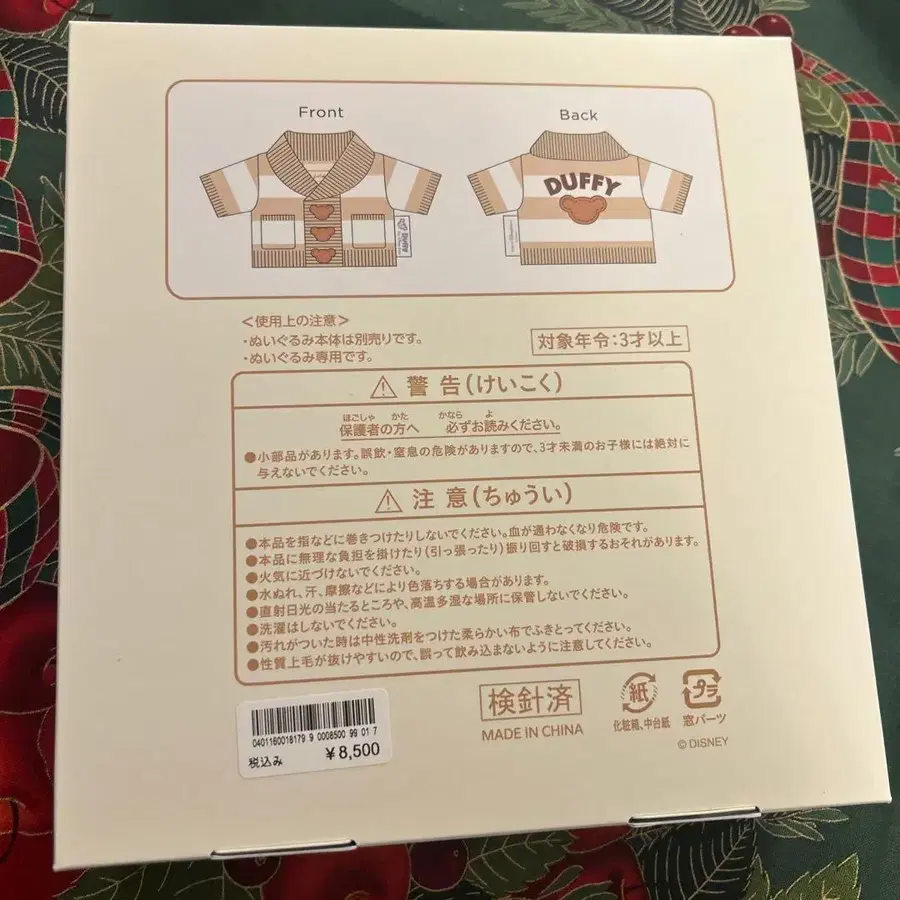 Front
Back
DUFFY
＜使用上の注意＞
・ぬいぐるみ本体は別売りです。
・ぬいぐるみ専用です。
対象年令:3才以上
⚠ 警 告(けいこく)
ほごしゃ かた かなら よ
保護者の方へ 必ずお読みください。
●小部品があります。誤飲・窒息の危険がありますので、3才未満のお子様には絶対に
与えないでください。
⚠ 注 意(ちゅうい)
●本品を指などに巻きつけたりしないでください。血が通わなくなり危険です。
●本品に無理な負担を掛けたり(引っ張ったり)振り回すと破損するおそれがあります。
●火気に近づけないでください。
●水ぬれ、汗、摩擦などにより色落ちする場合があります。
●直射日光の当たるところや、高温多湿な場所に保管しないでください。
●洗濯はしないでください。
●汚れがついた時は中性洗剤をつけた柔らかい布でふきとってください。
●性質上毛が抜けやすいので、誤って飲み込まないように注意してください。
検針済
MADE IN CHINA
紙
化粧箱、中台紙
プラ
窓パーツ
© DISNEY
0401160018179 9 0008500 99 01 7
税込み ¥8,500